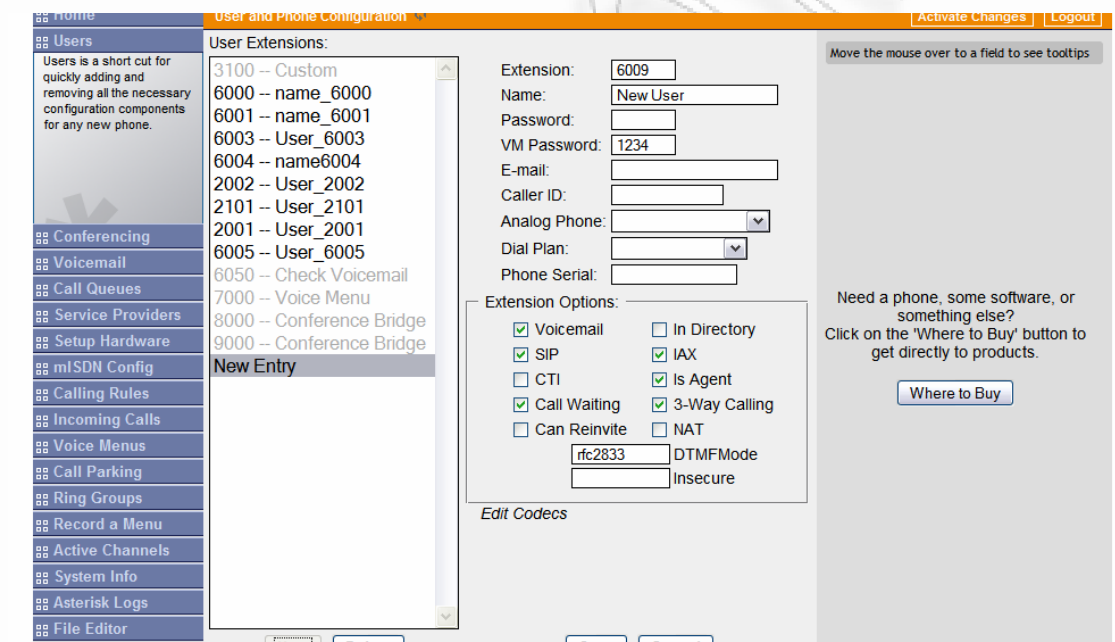 Home
User and Phone Configuration
Activate Changes
Logout
Users
Users is a short cut for
quickly adding and
removing all the necessary
configuration components
for any new phone.
Conferencing
Voicemail
Call Queues
Service Providers
Setup Hardware
mISDN Config
Calling Rules
Incoming Calls
Voice Menus
Call Parking
Ring Groups
Record a Menu
Active Channels
System Info
Asterisk Logs
File Editor
User Extensions:
3100 -- Custom
6000 -- name_6000
6001 -- name_6001
6003 -- User_6003
6004 -- name6004
2002 -- User_2002
2101 -- User_2101
2001 -- User_2001
6005 -- User_6005
6050 -- Check Voicemail
7000 -- Voice Menu
8000 -- Conference Bridge
9000 -- Conference Bridge
New Entry
Extension: 6009
Name: New User
Password:
VM Password: 1234
E-mail:
Caller ID:
Analog Phone:
Dial Plan:
Phone Serial:
Extension Options:
Voicemail In Directory
SIP IAX
CTI Is Agent
Call Waiting 3-Way Calling
Can Reinvite NAT
rfc2833 DTMFMode
Insecure
Edit Codecs
Move the mouse over to a field to see tooltips
Need a phone, some software, or
something else?
Click on the 'Where to Buy' button to
get directly to products.
Where to Buy